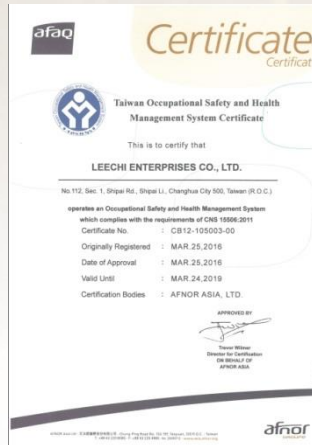 afaq
Certificate
Certificat
Taiwan Occupational Safety and Health
Management System Certificate
This is to certify that
LEECHI ENTERPRISES CO., LTD.
No.112, Sec. 1, Shipai Rd., Shipai Li., Changhua City 500, Taiwan (R.O.C.)
operates an Occupational Safety and Health Management System
which complies with the requirements of CNS 15506:2011
Certificate No. : CB12-105003-00
Originally Registered : MAR.25,2016
Date of Approval : MAR.25,2016
Valid Until : MAR.24,2019
Certification Bodies : AFNOR ASIA, LTD.
APPROVED BY
Director for Certification
ON BEHALF OF
AFNOR ASIA
afnor